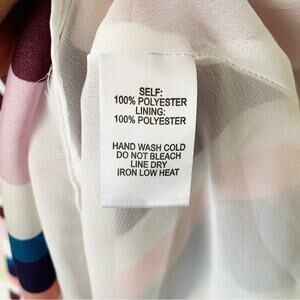 SELF:
100% POLYESTER
LINING:
100% POLYESTER
HAND WASH COLD
DO NOT BLEACH
LINE DRY
IRON LOW HEAT